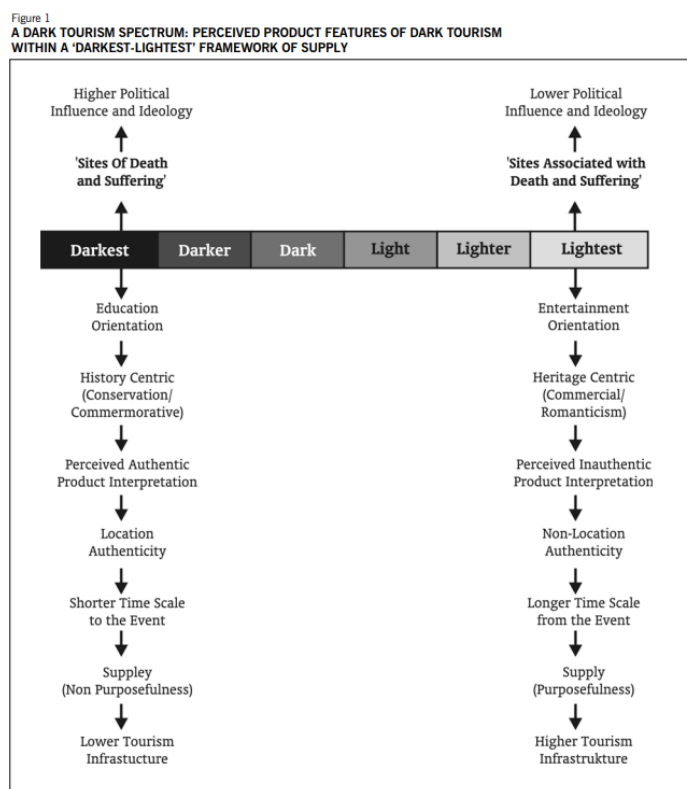 Figure 1
A DARK TOURISM SPECTRUM: PERCEIVED PRODUCT FEATURES OF DARK TOURISM
WITHIN A ‘DARKEST-LIGHTEST’ FRAMEWORK OF SUPPLY
Higher Political
Influence and Ideology
Lower Political
Influence and Ideology
'Sites Of Death
and Suffering'
'Sites Associated with
Death and Suffering'
Darkest
Darker
Dark
Light
Lighter
Lightest
Education
Orientation
Entertainment
Orientation
History Centric
(Conservation/
Commermorative)
Heritage Centric
(Commercial/
Romanticism)
Perceived Authentic
Product Interpretation
Perceived Inauthentic
Product Interpretation
Location
Authenticity
Non-Location
Authenticity
Shorter Time Scale
to the Event
Longer Time Scale
from the Event
Suppley
(Non Purposefulness)
Supply
(Purposefulness)
Lower Tourism
Infrastucture
Higher Tourism
Infrastrukture